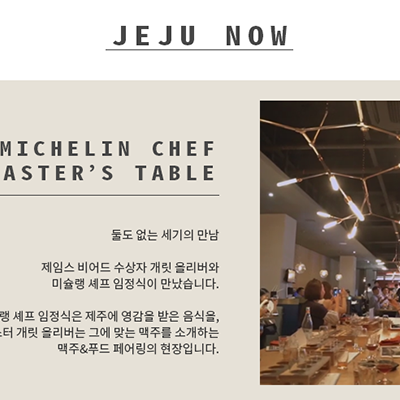 JEJU NOW
MICHELIN CHEF
ASTER'S TABLE
둘도 없는 세기의 만남
제임스 비어드 수상자 개릿 올리버와
미슐랭 셰프 임정식이 만났습니다.
랭 셰프 임정식은 제주에 영감을 받은 음식을,
스터 개릿 올리버는 그에 맞는 맥주를 소개하는
맥주&푸드 페어링의 현장입니다.